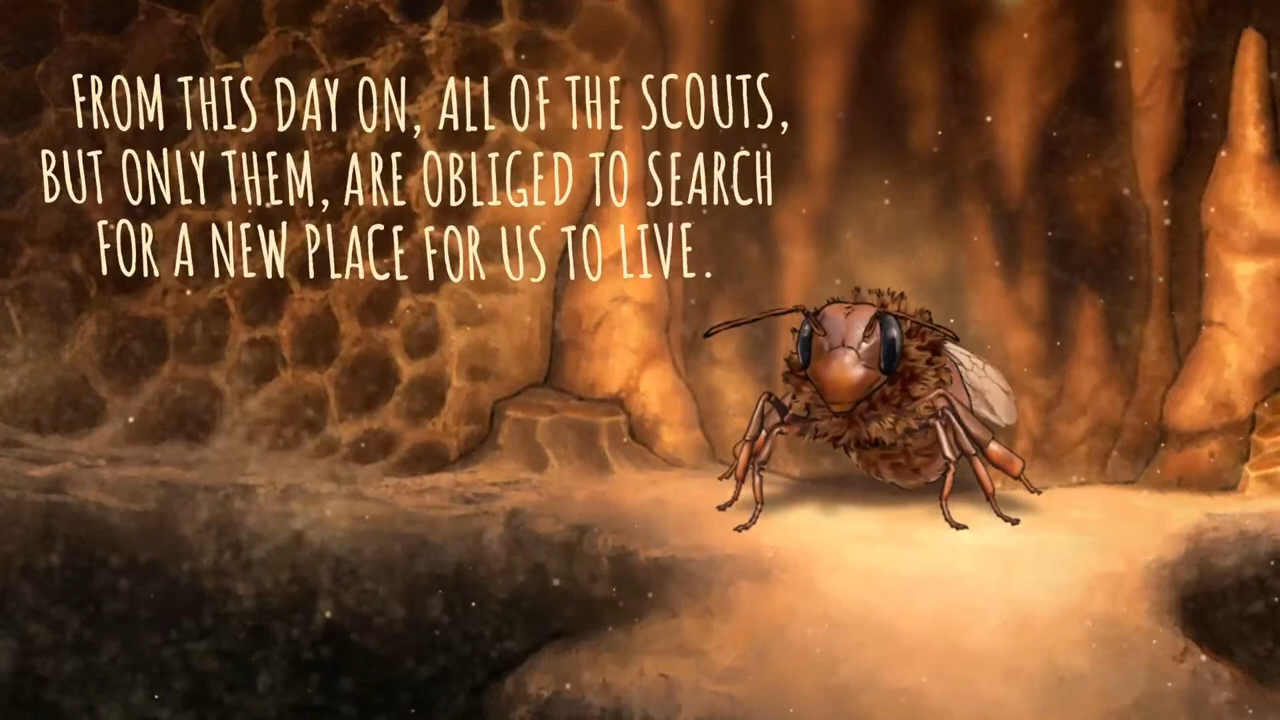 FROM THIS DAY ON, ALL OF THE SCOUTS,
BUT ONLY THEM, ARE OBLIGED TO SEARCH
FOR A NEW PLACE FOR US TO LIVE.